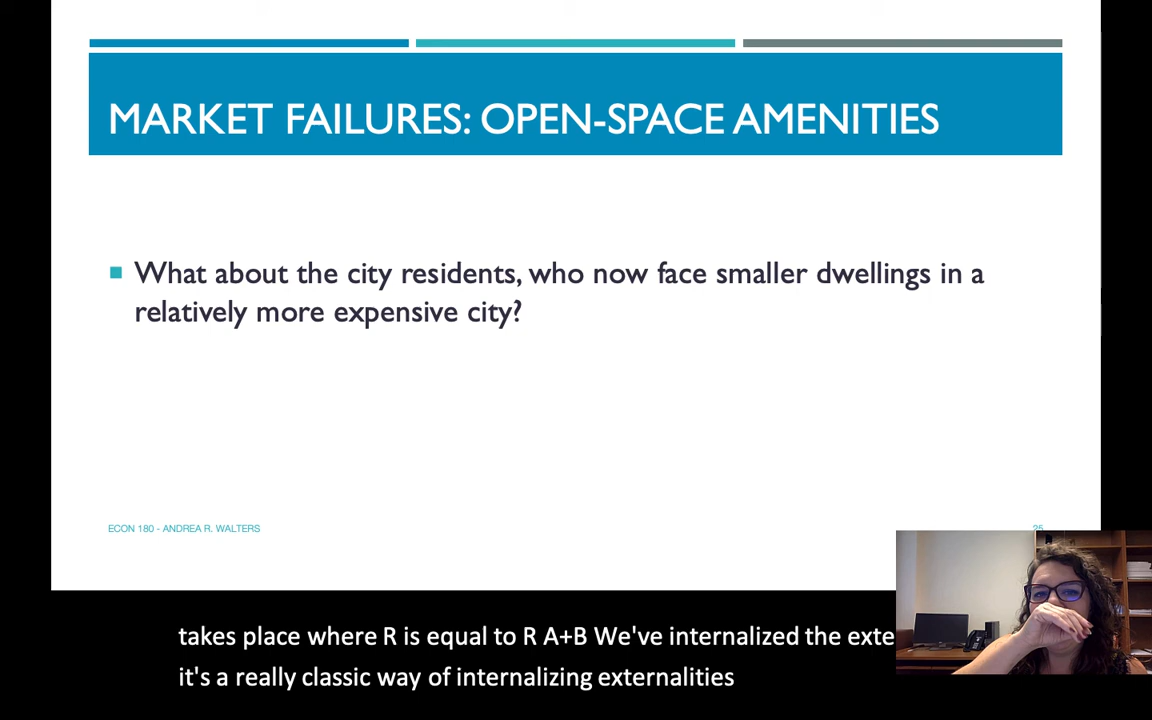 MARKET FAILURES: OPEN-SPACE AMENITIES
What about the city residents, who now face smaller dwellings in a
relatively more expensive city?
ECON 180 - ANDREA R. WALTERS
25
takes place where R is equal to R A+B We've internalized the exte
it's a really classic way of internalizing externalities